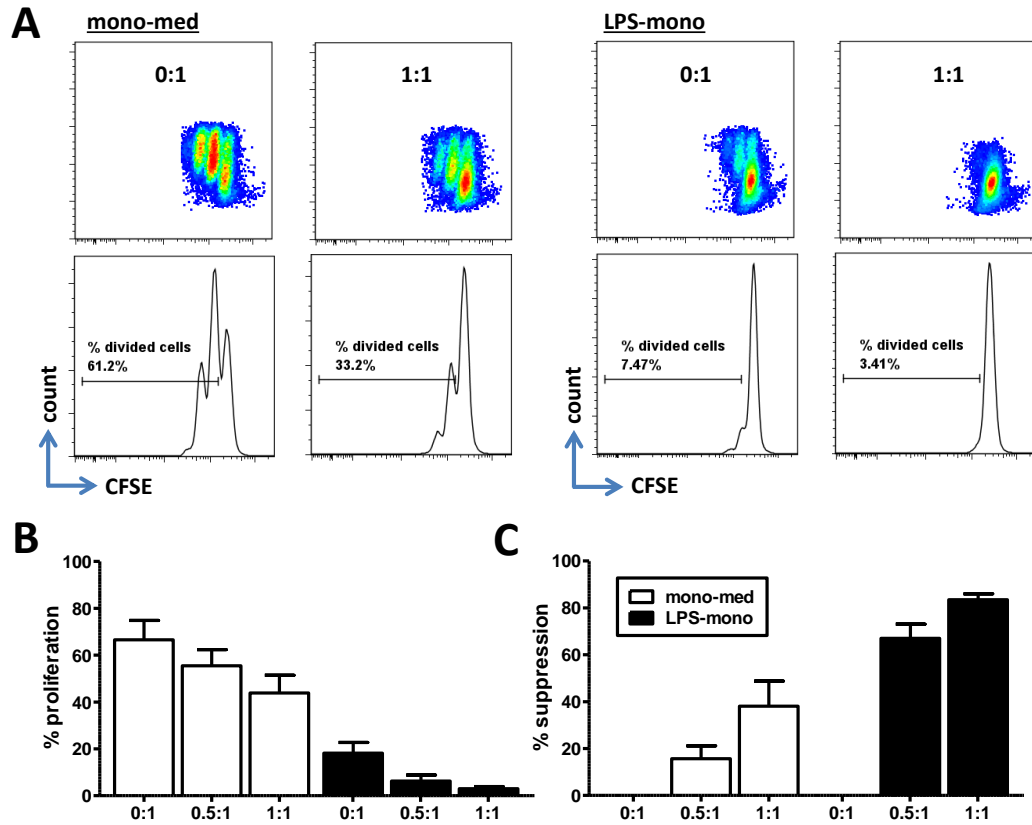 A
mono-med
LPS-mono
0:1
1:1
0:1
1:1
% divided cells
61.2%
% divided cells
33.2%
% divided cells
7.47%
% divided cells
3.41%
count
CFSE
count
CFSE
B
% proliferation
100
80
60
40
20
0
0:1 0.5:1 1:1 0:1 0.5:1 1:1
C
% suppression
100
80
60
40
20
0
mono-med
LPS-mono
0:1 0.5:1 1:1 0:1 0.5:1 1:1